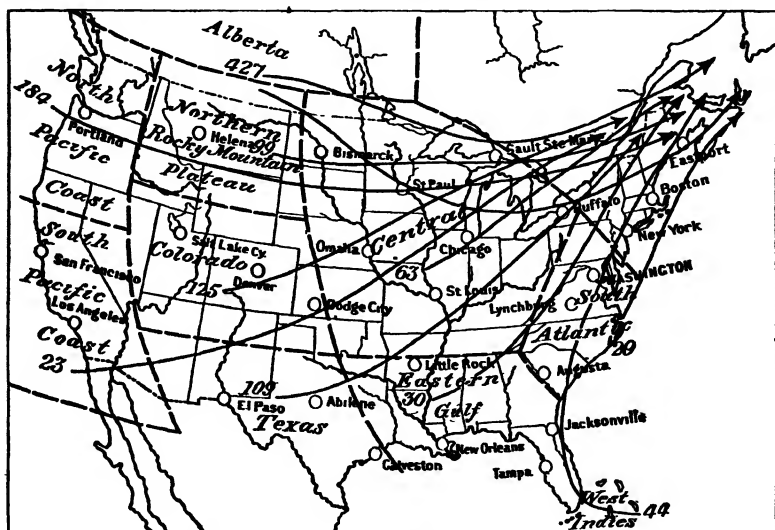 Alberta
427
North
Pacific
Coast
184
Portland
Northern
Rocky Mountain
Plateau
Helena
99
Bismarck
St Paul
Sault Ste Marie
Eastport
Boston
Buffalo
New York
WASHINGTON
South
Atlantic
29
Central
63
Omaha
Chicago
St Louis
Lynchburg
Salt Lake Cy.
Colorado
Denver
125
Dodge City
South
Pacific
Coast
23
San Francisco
Los Angeles
109
El Paso
Abilene
Texas
Little Rock
Eastern
30
Gulf
Augusta
Jacksonville
New Orleans
Galveston
Tampa
West
Indies
44